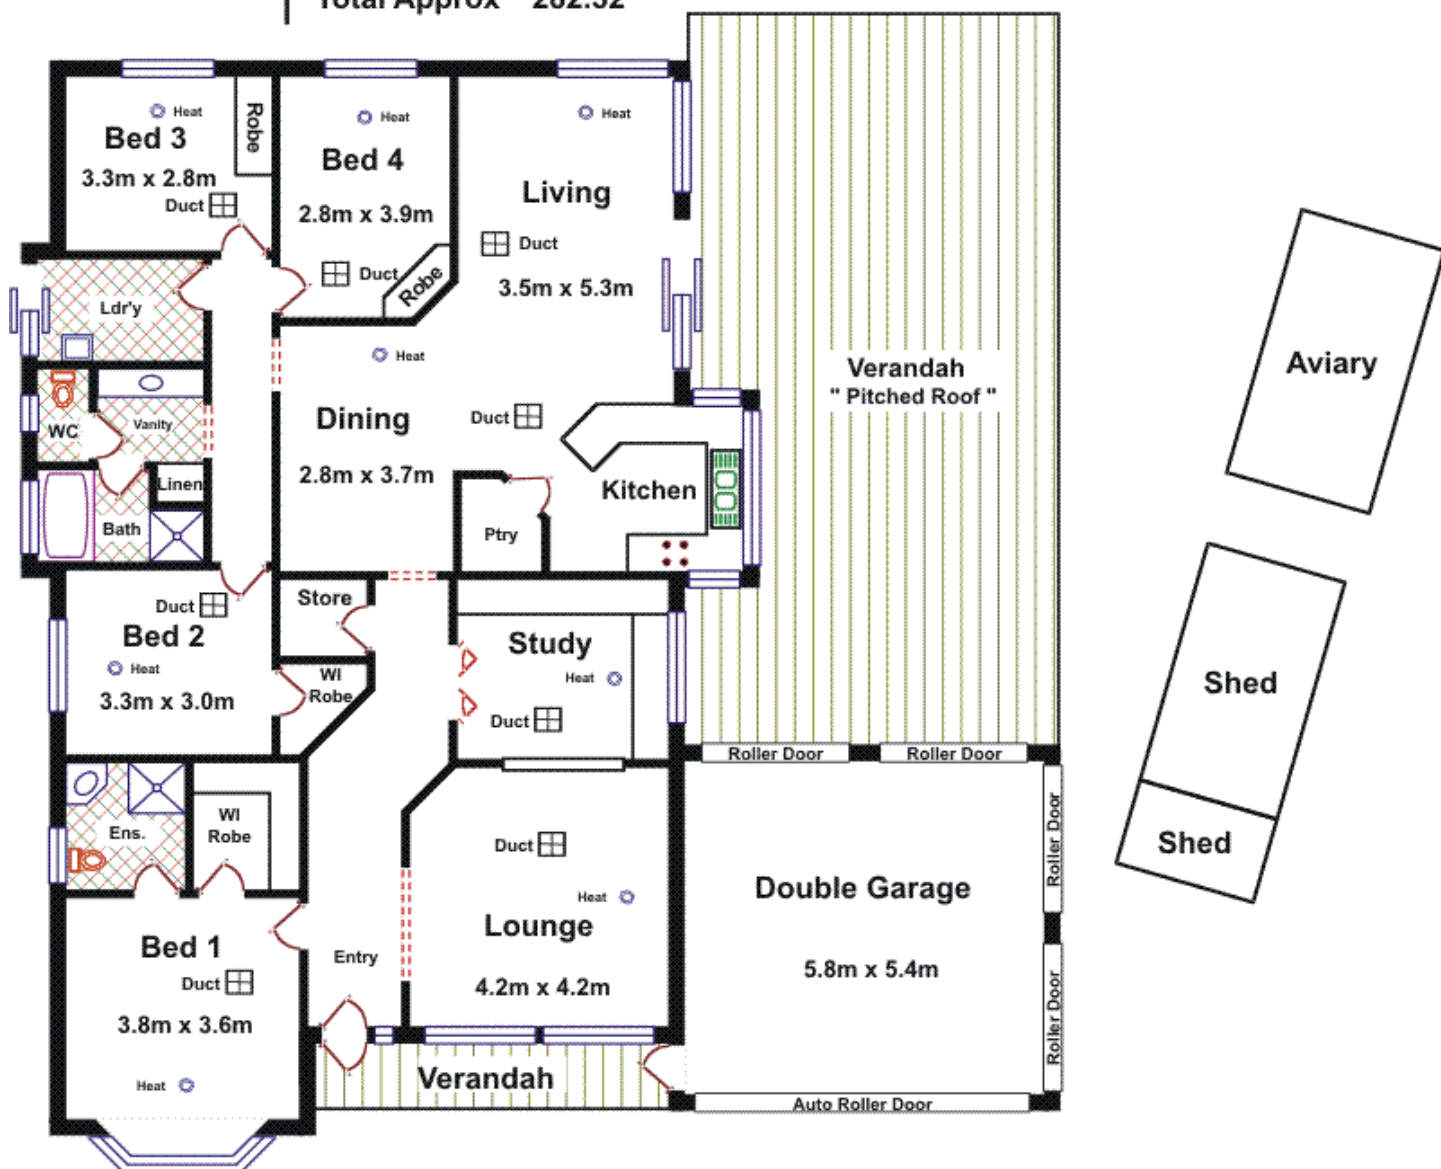 Total Approx 282.32
Heat
Bed 3
3.3m x 2.8m
Duct
Robe
Heat
Bed 4
2.8m x 3.9m
Duct
Robe
Heat
Living
Duct
3.5m x 5.3m
Ldr'y
Heat
Dining
Duct
2.8m x 3.7m
WC
Vanity
Linen
Bath
Kitchen
Ptry
Verandah
" Pitched Roof "
Aviary
Shed
Shed
Duct
Bed 2
Heat
3.3m x 3.0m
Store
WI
Robe
Study
Heat
Duct
Roller Door
Roller Door
Roller Door
Roller Door
Ens.
WI
Robe
Duct
Heat
Lounge
4.2m x 4.2m
Double Garage
5.8m x 5.4m
Bed 1
Duct
3.8m x 3.6m
Heat
Entry
Verandah
Auto Roller Door